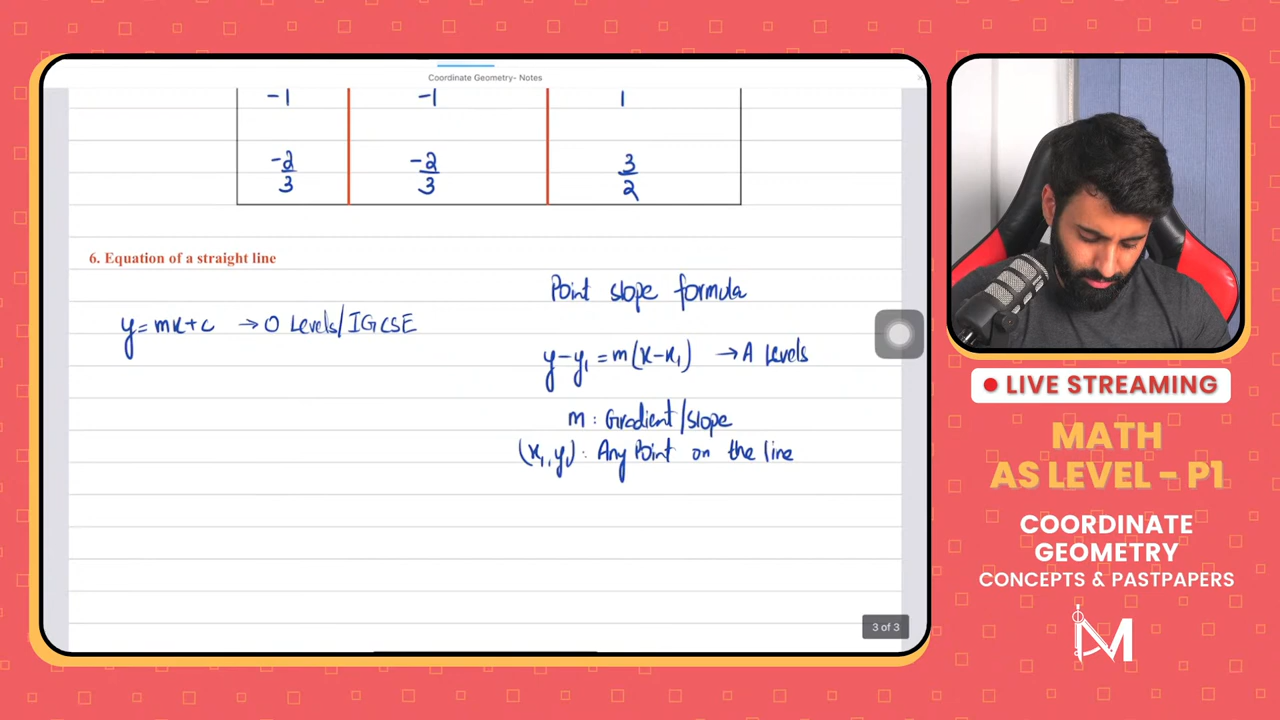 Coordinate Geometry- Notes
-1 -1 1
-2/3 -2/3 3/2
6. Equation of a straight line
Point slope formula
y=mx+c → O Levels/IGCSE
y-y₁=m(x-x₁) → A Levels
m : Gradient/slope
(x₁,y₁) : Any Point on the line
3 of 3
LIVE STREAMING
MATH
AS LEVEL - P1
COORDINATE
GEOMETRY
CONCEPTS & PASTPAPERS
M